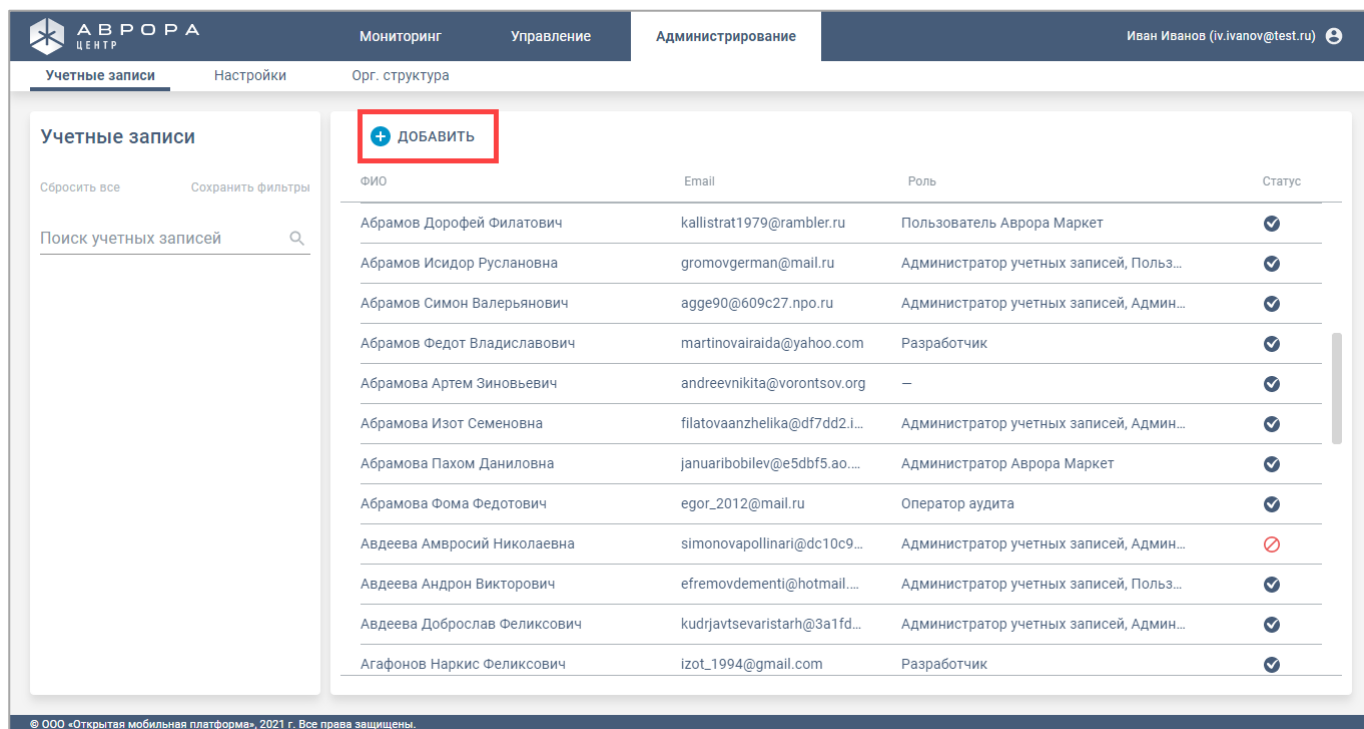 АВРОРА
ЦЕНТР
Мониторинг Управление Администрирование Иван Иванов (iv.ivanov@test.ru)
Учетные записи Настройки Орг. структура
Учетные записи
Сбросить все Сохранить фильтры
Поиск учетных записей
ДОБАВИТЬ
ФИО Email Роль Статус
Абрамов Дорофей Филатович kallistrat1979@rambler.ru Пользователь Аврора Маркет
Абрамов Исидор Руслановна gromovgerman@mail.ru Администратор учетных записей, Польз...
Абрамов Симон Валерьянович agge90@609c27.npo.ru Администратор учетных записей, Админ...
Абрамов Федот Владиславович martinovairaida@yahoo.com Разработчик
Абрамова Артем Зиновьевич andreevnikita@vorontsov.org —
Абрамова Изот Семеновна filatovaanzhelika@df7dd2.i... Администратор учетных записей, Админ...
Абрамова Пахом Даниловна januaribobilev@e5dbf5.ao.... Администратор Аврора Маркет
Абрамова Фома Федотович egor_2012@mail.ru Оператор аудита
Авдеева Амвросий Николаевна simonovapollinari@dc10c9... Администратор учетных записей, Админ...
Авдеева Андрон Викторович efremovdementi@hotmail.... Администратор учетных записей, Польз...
Авдеева Доброслав Феликсович kudrjavtsevaristarh@3a1fd... Администратор учетных записей, Админ...
Агафонов Наркис Феликсович izot_1994@gmail.com Разработчик
© ООО «Открытая мобильная платформа», 2021 г. Все права защищены.